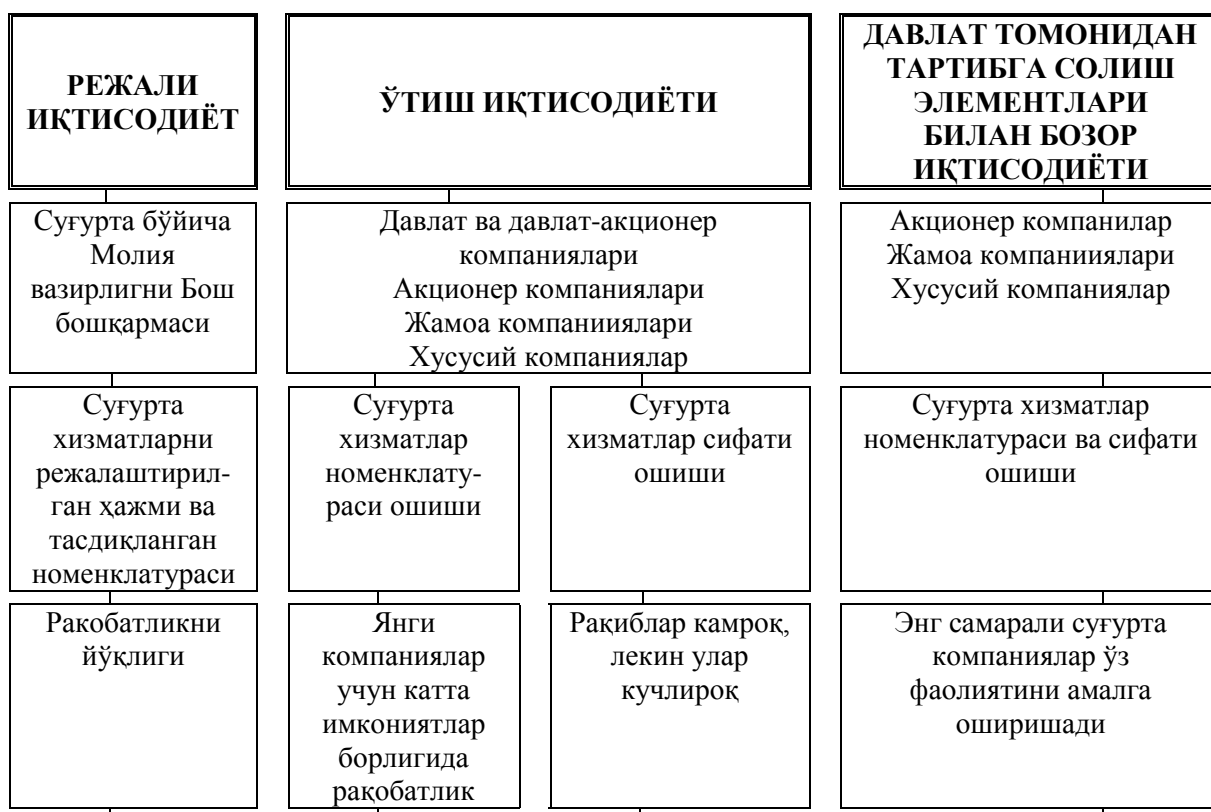 РЕЖАЛИ
ИҚТИСОДИЁТ
ЎТИШ ИҚТИСОДИЁТИ
ДАВЛАТ ТОМОНИДАН
ТАРТИБГА СОЛИШ
ЭЛЕМЕНТЛАРИ
БИЛАН БОЗОР
ИҚТИСОДИЁТИ
Суғурта бўйича
Молия
вазирлигни Бош
бошқармаси
Давлат ва давлат-акционер
компаниялари
Акционер компаниялари
Жамоа компанииялари
Хусусий компаниялар
Акционер компанилар
Жамоа компанииялари
Хусусий компаниялар
Суғурта
хизматларни
режалаштирил-
ган ҳажми ва
тасдиқланган
номенклатураси
Суғурта
хизматлар
номенклату-
раси ошиши
Суғурта
хизматлар сифати
ошиши
Суғурта хизматлар
номенклатураси ва сифати
ошиши
Ракобатликни
йўқлиги
Янги
компаниялар
учун катта
имкониятлар
борлигида
рақобатлик
Рақиблар камроқ,
лекин улар
кучлироқ
Энг самарали суғурта
компаниялар ўз
фаолиятини амалга
оширишади